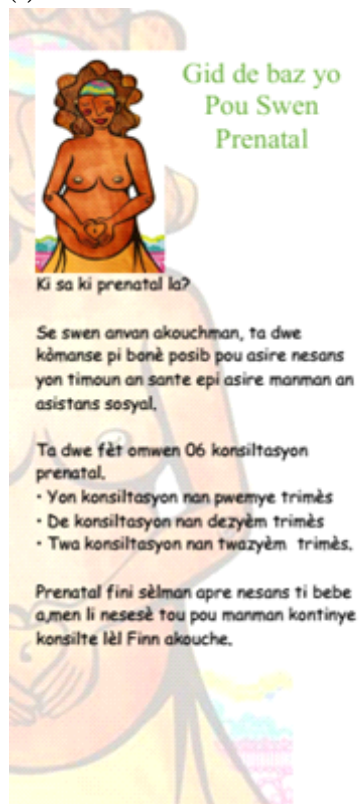 Gid de baz yo
Pou Swen
Prenatal
Ki sa ki prenatal la?
Se swen anvan akouchman, ta dwe
kòmanse pi bonè posib pou asire nesans
yon timoun an sante epi asire manman an
asistans sosyal.
Ta dwe fèt omwen 06 konsiltasyon
prenatal.
• Yon konsiltasyon nan pwemye trimès
• De konsiltasyon nan dezyèm trimès
• Twa konsiltasyon nan twazyèm trimès.
Prenatal fini sèlman apre nesans ti bebe
a,men li nesesè tou pou manman kontinye
konsilte lèl Finn akouche.